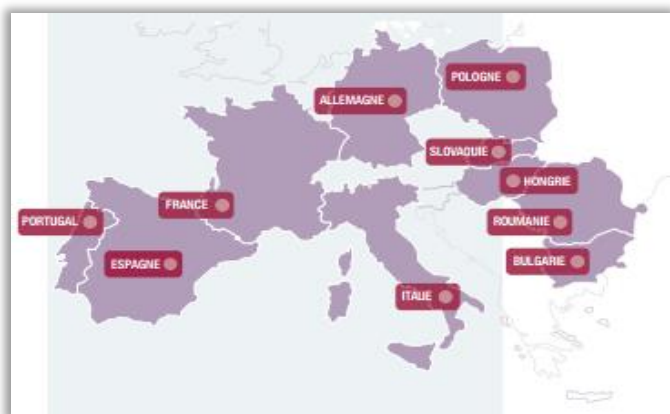 POLOGNE
ALLEMAGNE
SLOVAQUIE
HONGRIE
FRANCE
PORTUGAL
ROUMANIE
ESPAGNE
BULGARIE
ITALIE